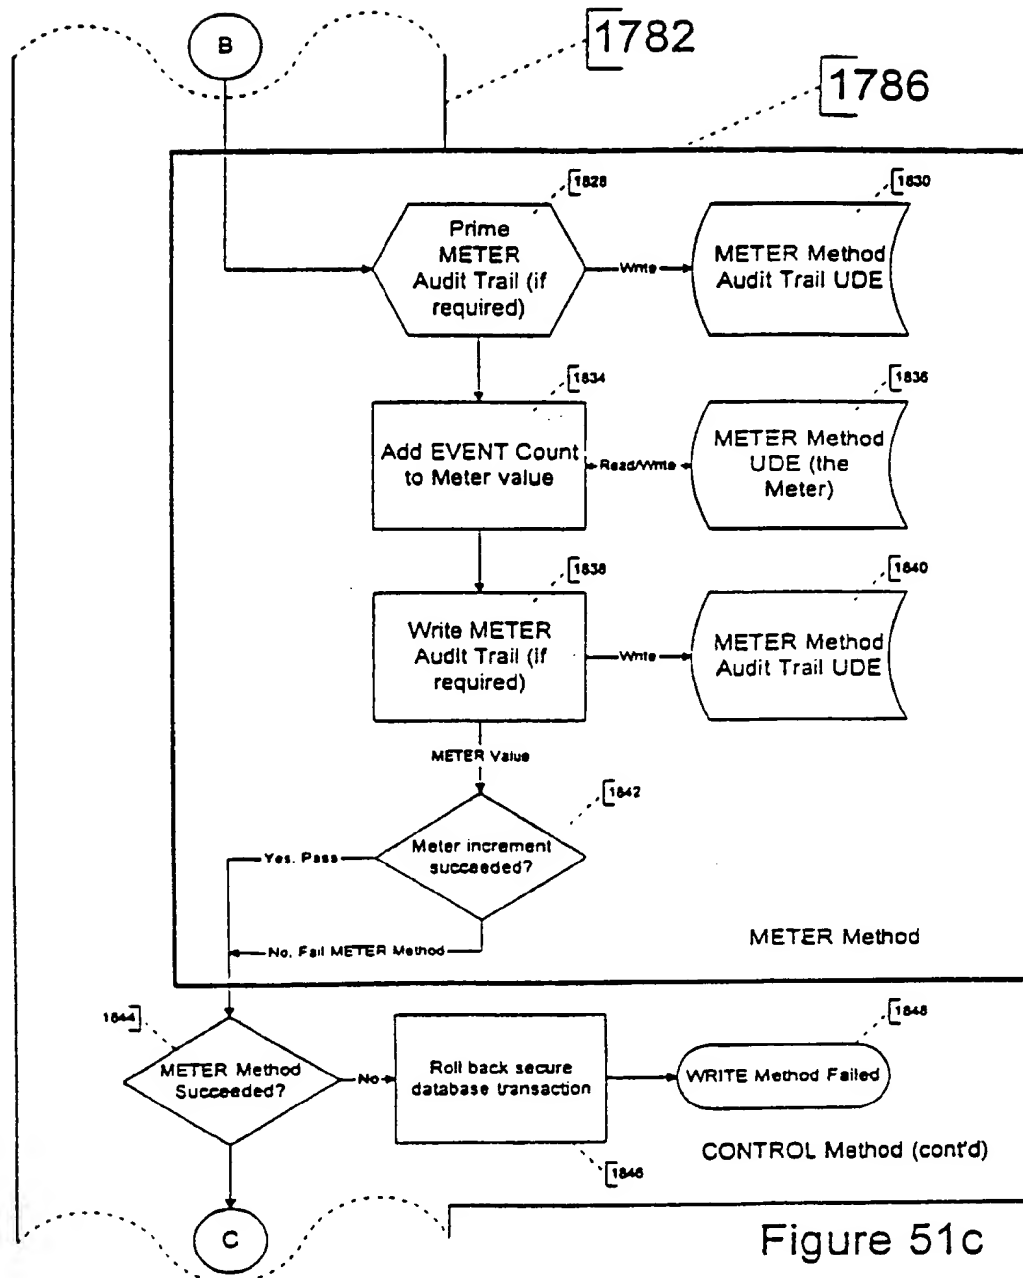 B
1782
1786
1828
Prime
METER
Audit Trail (if
required)
Write
1830
METER Method
Audit Trail UDE
1834
Add EVENT Count
to Meter value
Read/Write
1836
METER Method
UDE (the
Meter)
1838
Write METER
Audit Trail (if
required)
Write
1840
METER Method
Audit Trail UDE
METER Value
1842
Meter increment
succeeded?
Yes, Pass
No, Fail METER Method
METER Method
1844
METER Method
Succeeded?
No
Roll back secure
database transaction
1846
1848
WRITE Method Failed
CONTROL Method (cont'd)
C
Figure 51c